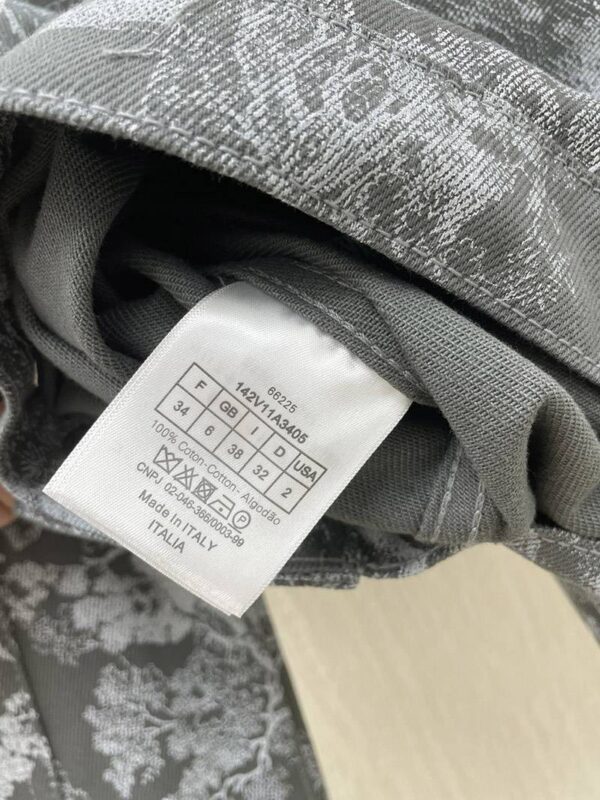 66225
142V11A3405
F GB I D USA
34 6 38 32 2
100% Coton-Cotton- Algodão
P
CNPJ 02-046-366/0003-99
Made in ITALY
ITALIA